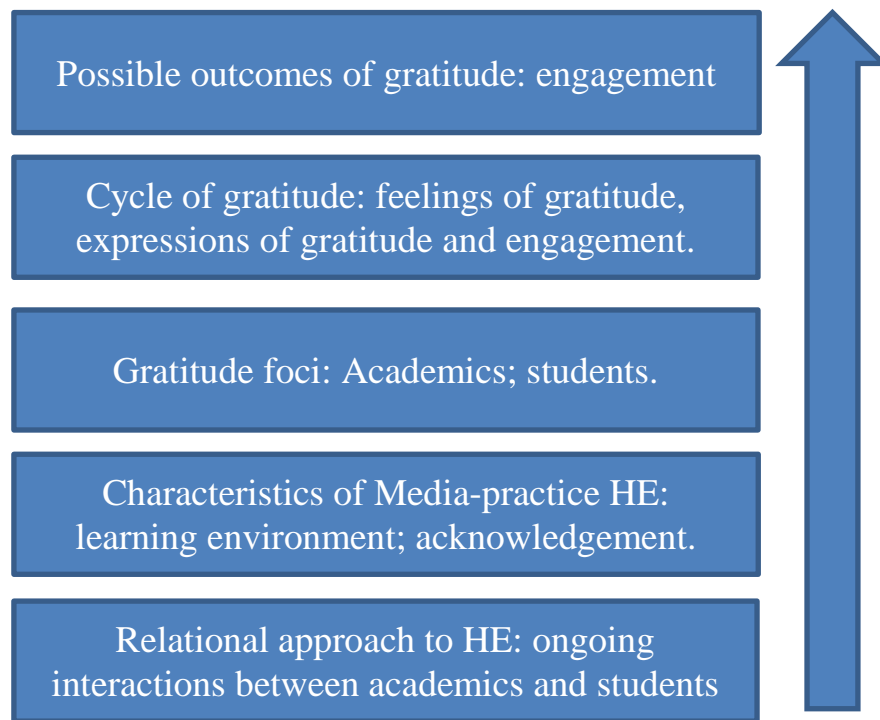 Possible outcomes of gratitude: engagement
Cycle of gratitude: feelings of gratitude,
expressions of gratitude and engagement.
Gratitude foci: Academics; students.
Characteristics of Media-practice HE:
learning environment; acknowledgement.
Relational approach to HE: ongoing
interactions between academics and students